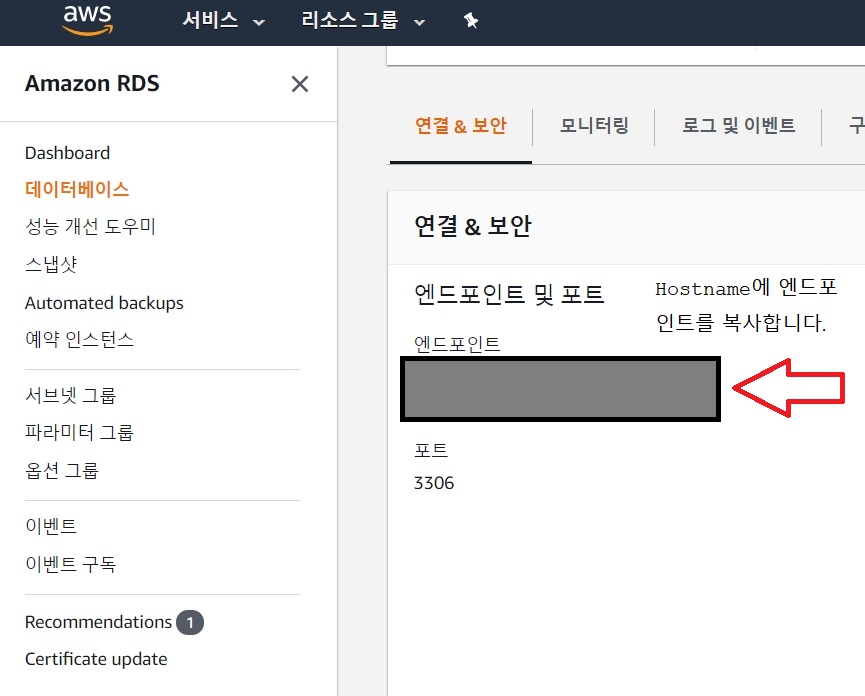 aws
서비스
리소스 그룹
Amazon RDS
Dashboard
데이터베이스
성능 개선 도우미
스냅샷
Automated backups
예약 인스턴스
서브넷 그룹
파라미터 그룹
옵션 그룹
이벤트
이벤트 구독
Recommendations 1
Certificate update
연결 & 보안
모니터링
로그 및 이벤트
구
연결 & 보안
엔드포인트 및 포트
Hostname에 엔드포
인트를 복사합니다.
엔드포인트
포트
3306